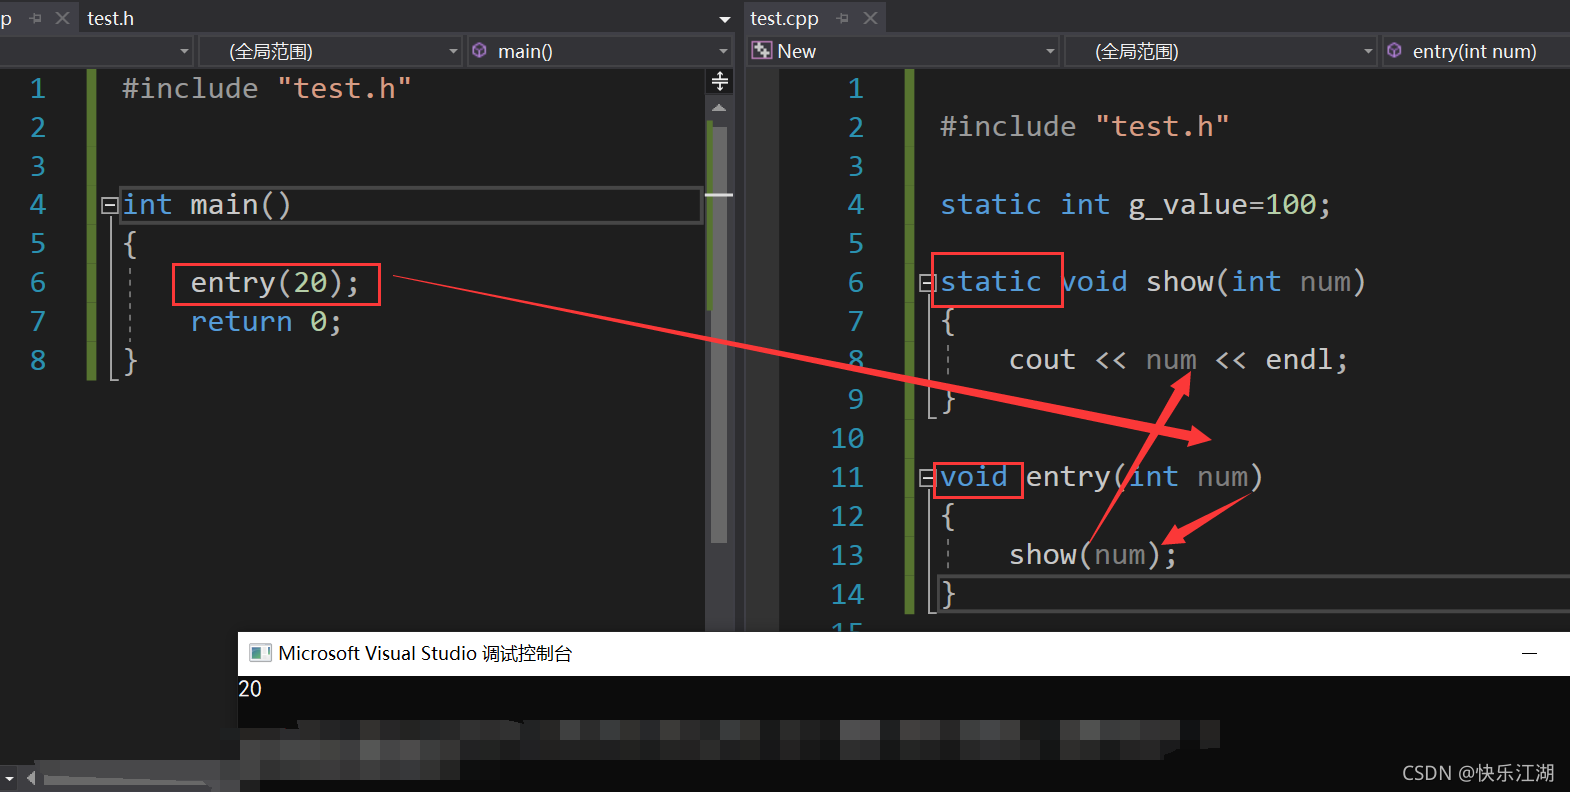 p test.h
(全局范围) main()
1 #include "test.h"
2
3
4 int main()
5 {
6 entry(20);
7 return 0;
8 }
test.cpp
New (全局范围) entry(int num)
1
2 #include "test.h"
3
4 static int g_value=100;
5
6 static void show(int num)
7 {
8 cout << num << endl;
9 }
10
11 void entry(int num)
12 {
13 show(num);
14 }
15
Microsoft Visual Studio 调试控制台
20
CSDN @快乐江湖